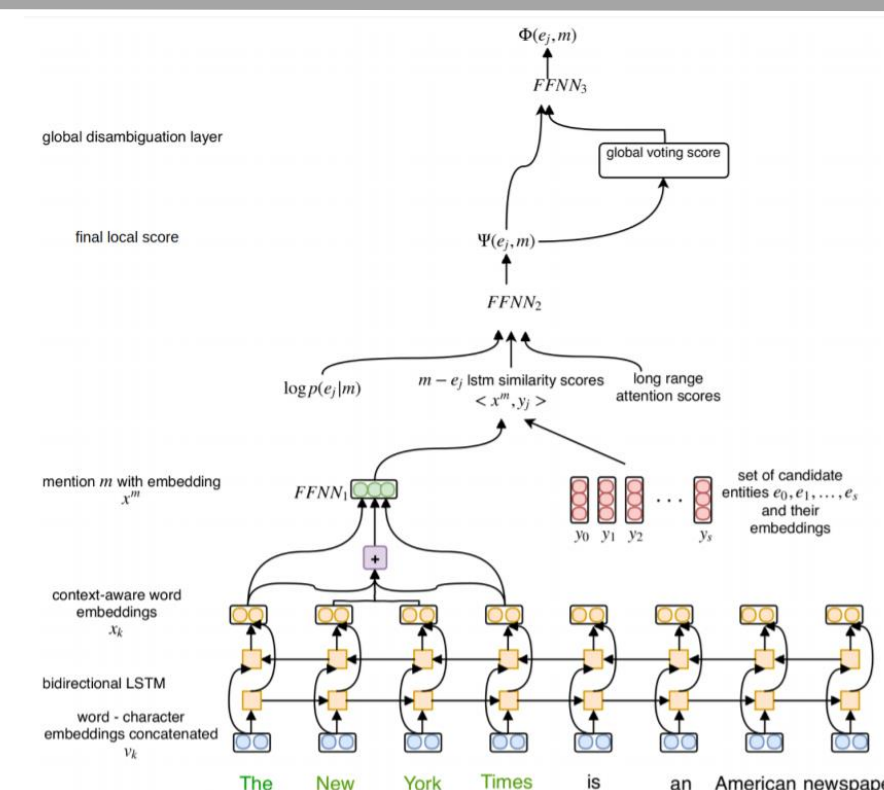 Φ(e_j, m)
FFNN_3
global disambiguation layer
global voting score
final local score
Ψ(e_j, m)
FFNN_2
log p(e_j|m)
m − e_j lstm similarity scores
< x^m, y_j >
long range
attention scores
mention m with embedding
x^m
FFNN_1
+
...
y_0 y_1 y_2 y_s
set of candidate
entities e_0, e_1, ..., e_s
and their
embeddings
context-aware word
embeddings
x_k
bidirectional LSTM
word - character
embeddings concatenated
v_k
The New York Times is an American newspape